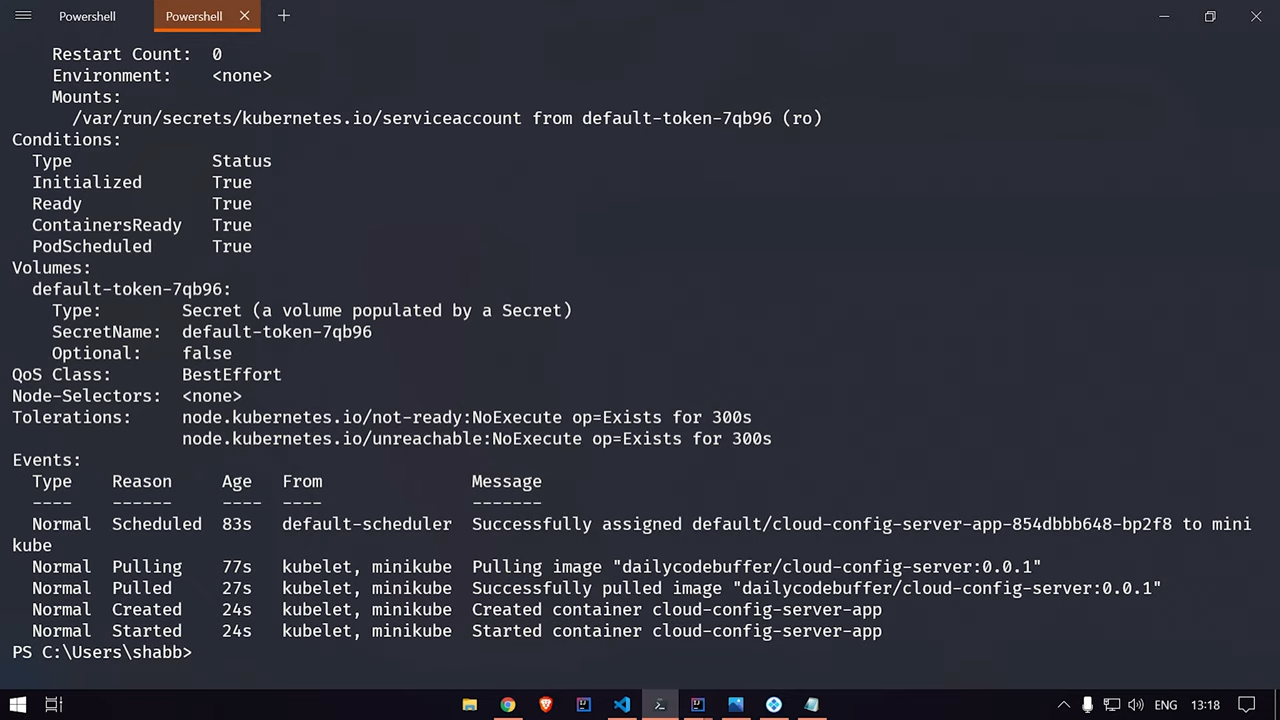 Powershell Powershell
Restart Count: 0
Environment: <none>
Mounts:
/var/run/secrets/kubernetes.io/serviceaccount from default-token-7qb96 (ro)
Conditions:
Type Status
Initialized True
Ready True
ContainersReady True
PodScheduled True
Volumes:
default-token-7qb96:
Type: Secret (a volume populated by a Secret)
SecretName: default-token-7qb96
Optional: false
QoS Class: BestEffort
Node-Selectors: <none>
Tolerations: node.kubernetes.io/not-ready:NoExecute op=Exists for 300s
node.kubernetes.io/unreachable:NoExecute op=Exists for 300s
Events:
Type Reason Age From Message
---- ------ ---- ---- -------
Normal Scheduled 83s default-scheduler Successfully assigned default/cloud-config-server-app-854dbbb648-bp2f8 to mini
kube
Normal Pulling 77s kubelet, minikube Pulling image "dailycodebuffer/cloud-config-server:0.0.1"
Normal Pulled 27s kubelet, minikube Successfully pulled image "dailycodebuffer/cloud-config-server:0.0.1"
Normal Created 24s kubelet, minikube Created container cloud-config-server-app
Normal Started 24s kubelet, minikube Started container cloud-config-server-app
PS C:\Users\shabb>
ENG 13:18